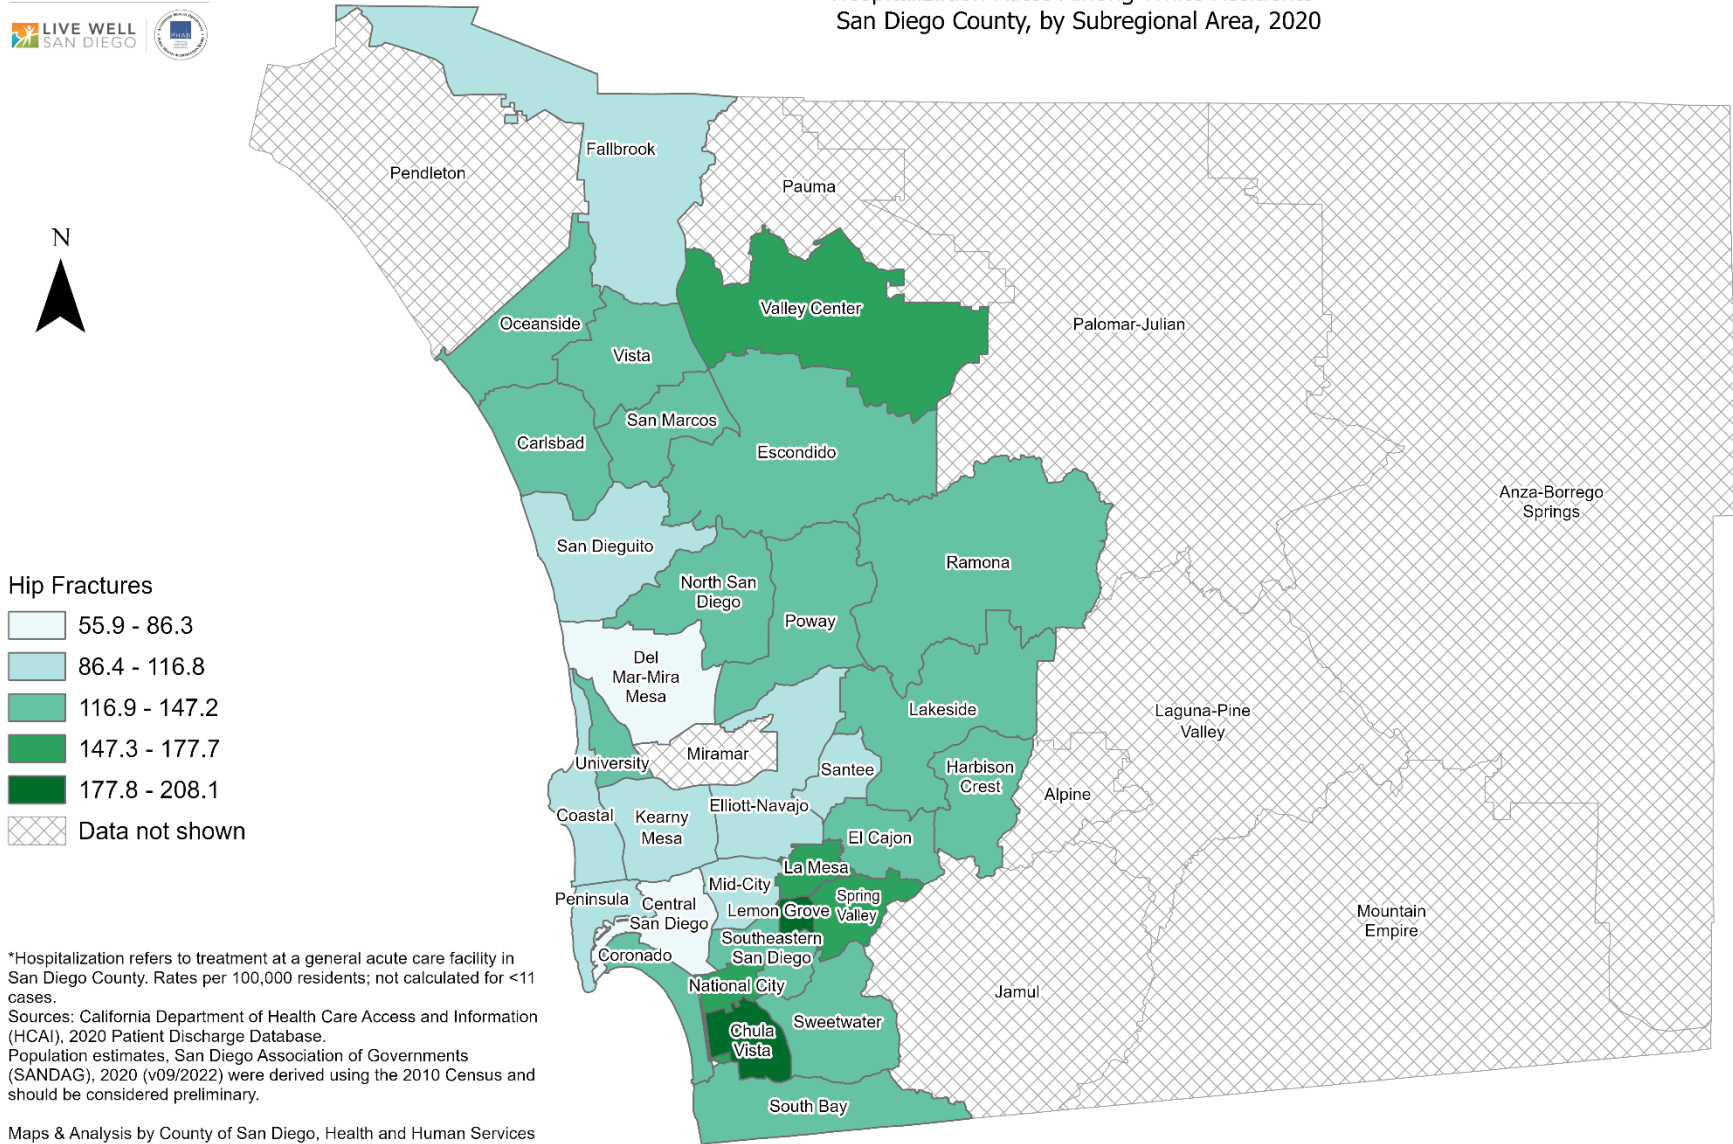 LIVE WELL
SAN DIEGO
PHAB
Hospitalization Rates Among White Residents
San Diego County, by Subregional Area, 2020
Fallbrook
Pendleton
Pauma
N
Valley Center
Oceanside
Palomar-Julian
Vista
San Marcos
Carlsbad
Escondido
Anza-Borrego
Springs
San Dieguito
Ramona
North San
Diego
Poway
Hip Fractures
55.9 - 86.3
86.4 - 116.8
116.9 - 147.2
147.3 - 177.7
177.8 - 208.1
Data not shown
Del
Mar-Mira
Mesa
Lakeside
Laguna-Pine
Valley
Miramar
University
Santee
Harbison
Crest
Alpine
Elliott-Navajo
Coastal
Kearny
Mesa
El Cajon
La Mesa
Mid-City
Peninsula
Central
San Diego
Lemon Grove
Spring
Valley
Mountain
Empire
Southeastern
San Diego
Coronado
National City
Jamul
Sweetwater
Chula
Vista
South Bay
*Hospitalization refers to treatment at a general acute care facility in
San Diego County. Rates per 100,000 residents; not calculated for <11
cases.
Sources: California Department of Health Care Access and Information
(HCAI), 2020 Patient Discharge Database.
Population estimates, San Diego Association of Governments
(SANDAG), 2020 (v09/2022) were derived using the 2010 Census and
should be considered preliminary.
Maps & Analysis by County of San Diego, Health and Human Services